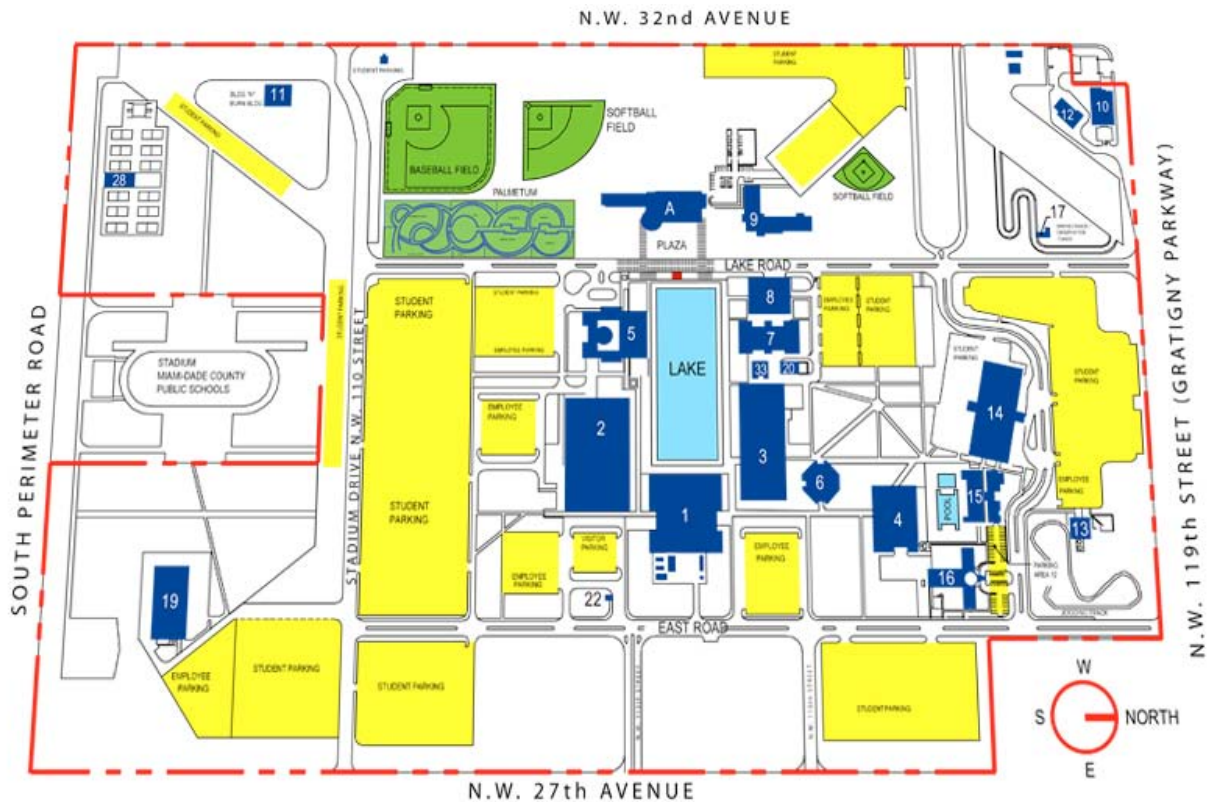 N.W. 32nd AVENUE
STUDENT PARKING
STUDENT
PARKING
BLDG "N"
BURN BLDG
11
STUDENT PARKING
28
BASEBALL FIELD
SOFTBALL
FIELD
PALMETUM
A
PLAZA
9
SOFTBALL FIELD
12
10
17
LAKE ROAD
STUDENT PARKING
STADIUM
MIAMI-DADE COUNTY
PUBLIC SCHOOLS
STUDENT
PARKING
STUDENT PARKING
EMPLOYEE PARKING
EMPLOYEE
PARKING
5
LAKE
8
7
33
20
EMPLOYEE
PARKING
STUDENT
PARKING
STUDENT
PARKING
STUDENT
PARKING
14
2
3
6
1
4
POOL
15
EMPLOYEE
PARKING
13
STUDENT
PARKING
EMPLOYEE
PARKING
VISITOR
PARKING
22
EMPLOYEE
PARKING
16
PARKING
AREA 12
JOGGING TRACK
19
EAST ROAD
EMPLOYEE
PARKING
STUDENT PARKING
STUDENT PARKING
STUDENT PARKING
SOUTH PERIMETER ROAD
STADIUM DRIVE N.W. 110 STREET
N.W. 119th STREET (GRATIGNY PARKWAY)
W
S
NORTH
E
N.W. 27th AVENUE